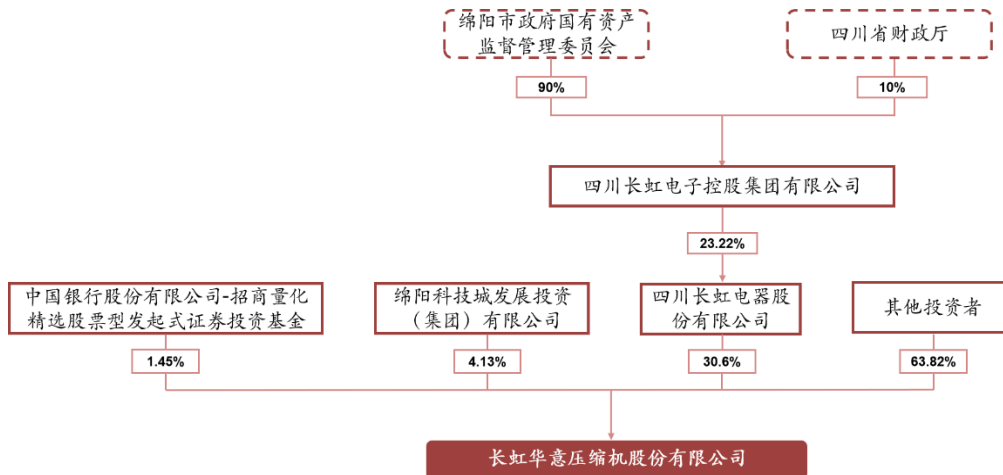 绵阳市政府国有资产
监督管理委员会
四川省财政厅
90%
10%
四川长虹电子控股集团有限公司
23.22%
中国银行股份有限公司-招商量化
精选股票型发起式证券投资基金
绵阳科技城发展投资
（集团）有限公司
四川长虹电器股
份有限公司
其他投资者
1.45%
4.13%
30.6%
63.82%
长虹华意压缩机股份有限公司